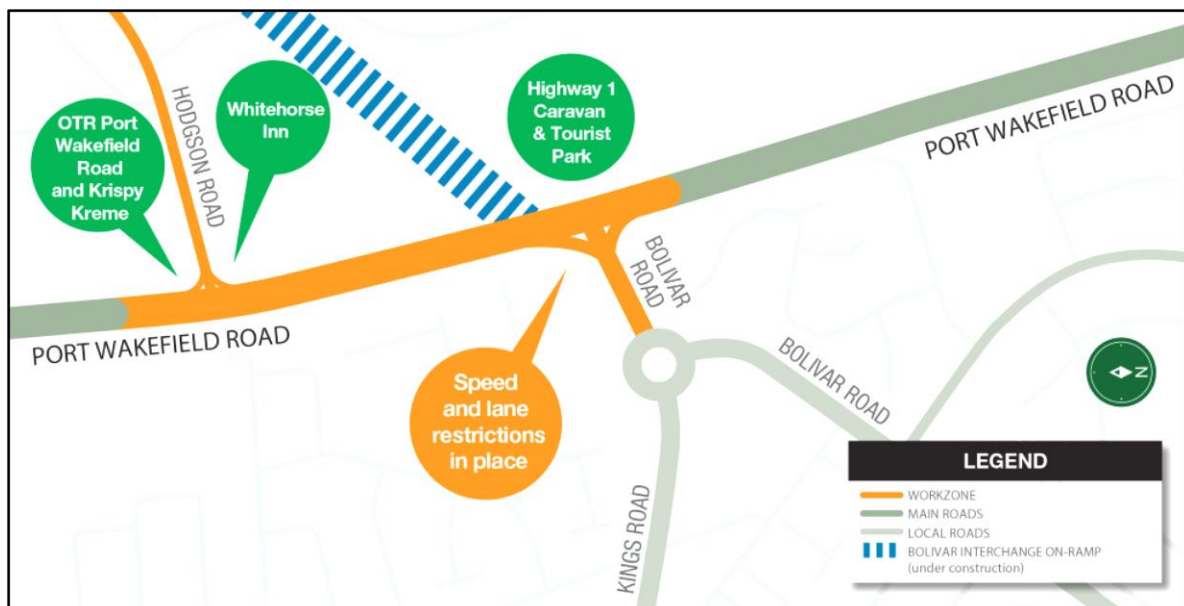 HODGSON ROAD
OTR Port
Wakefield
Road
and Krispy
Kreme
Whitehorse
Inn
Highway 1
Caravan
& Tourist
Park
PORT WAKEFIELD ROAD
BOLIVAR
ROAD
PORT WAKEFIELD ROAD
Speed
and lane
restrictions
in place
BOLIVAR ROAD
KINGS ROAD
N
LEGEND
WORKZONE
MAIN ROADS
LOCAL ROADS
BOLIVAR INTERCHANGE ON-RAMP
(under construction)